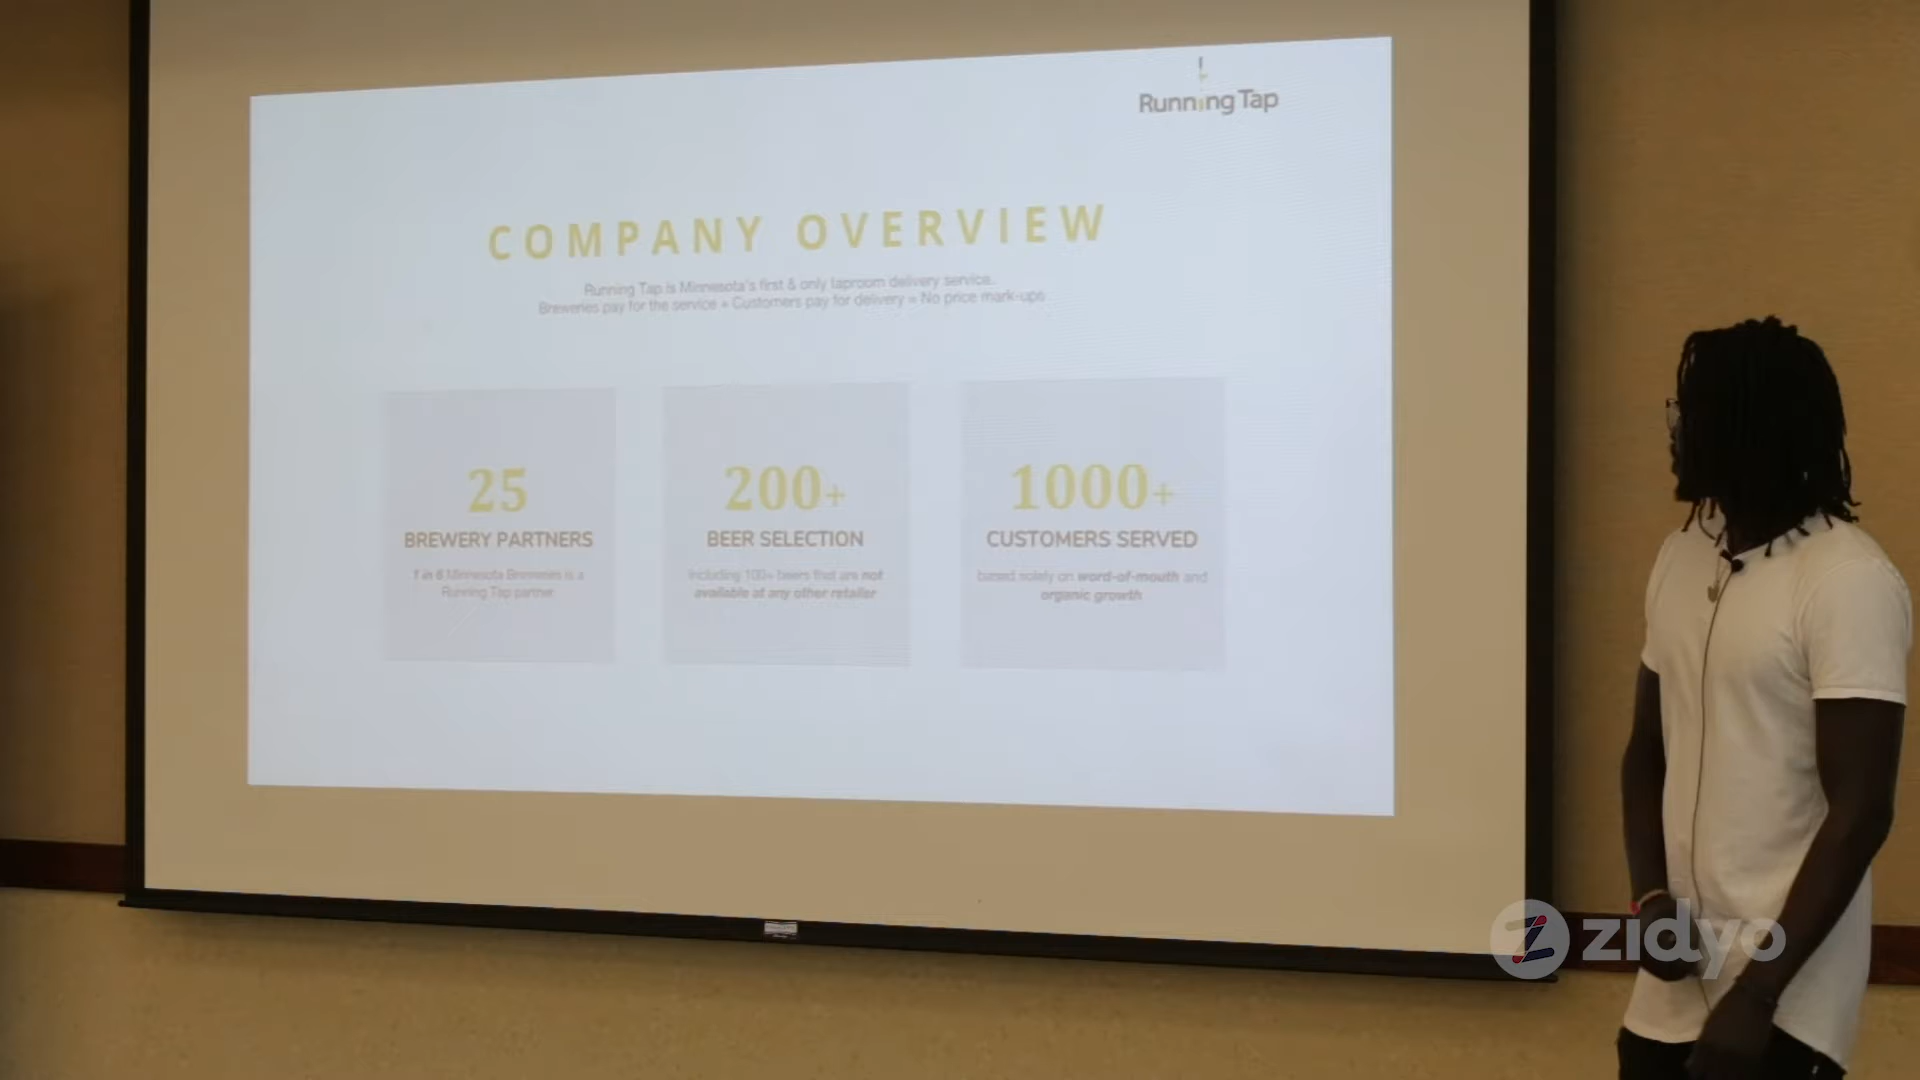 Running Tap
COMPANY OVERVIEW
Running Tap is Minnesota's first & only taproom delivery service.
Breweries pay for the service + Customers pay for delivery = No price mark-ups
25
BREWERY PARTNERS
1 in 6 Minnesota Breweries is a
Running Tap partner
200+
BEER SELECTION
including 100+ beers that are not
available at any other retailer
1000+
CUSTOMERS SERVED
based solely on word-of-mouth and
organic growth
zidyo